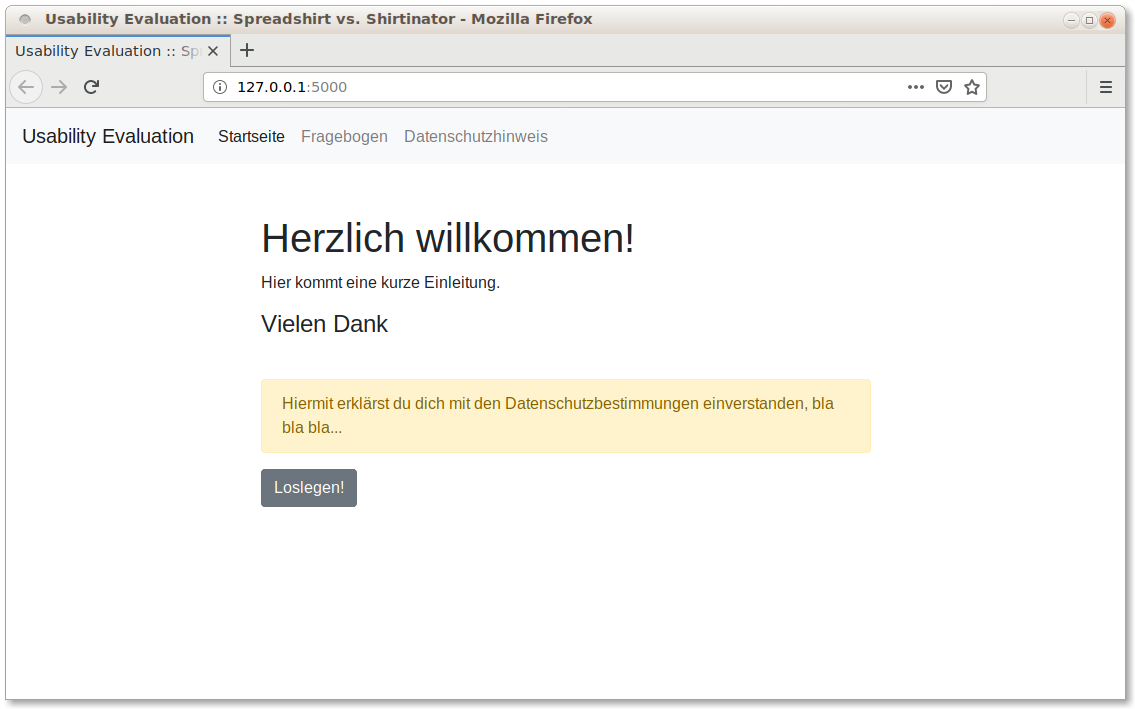 Usability Evaluation :: Spreadshirt vs. Shirtinator - Mozilla Firefox
Usability Evaluation :: Sp
127.0.0.1:5000
Usability Evaluation Startseite Fragebogen Datenschutzhinweis
Herzlich willkommen!
Hier kommt eine kurze Einleitung.
Vielen Dank
Hiermit erklärst du dich mit den Datenschutzbestimmungen einverstanden, bla
bla bla...
Loslegen!